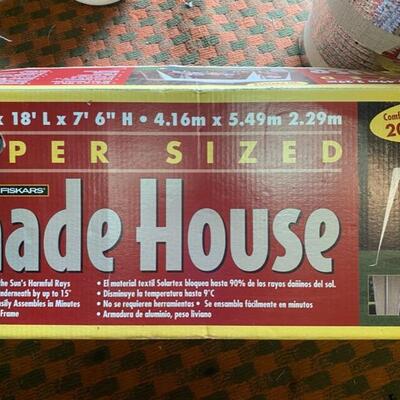 x 18' L x 7' 6" H • 4.16m x 5.49m 2.29m
PER SIZED
FISKARS®
hade House
the Sun's Harmful Rays
nderneath by up to 15°
sily Assembles in Minutes
Frame
• El material textil Solartex bloquea hasta 90% de los rayos dañinos del sol.
• Disminuye la temperatura hasta 9°C
• No se requieren herramientas • Se ensambla fácilmente en minutos
• Armadura de aluminio, peso liviano
Comf
20